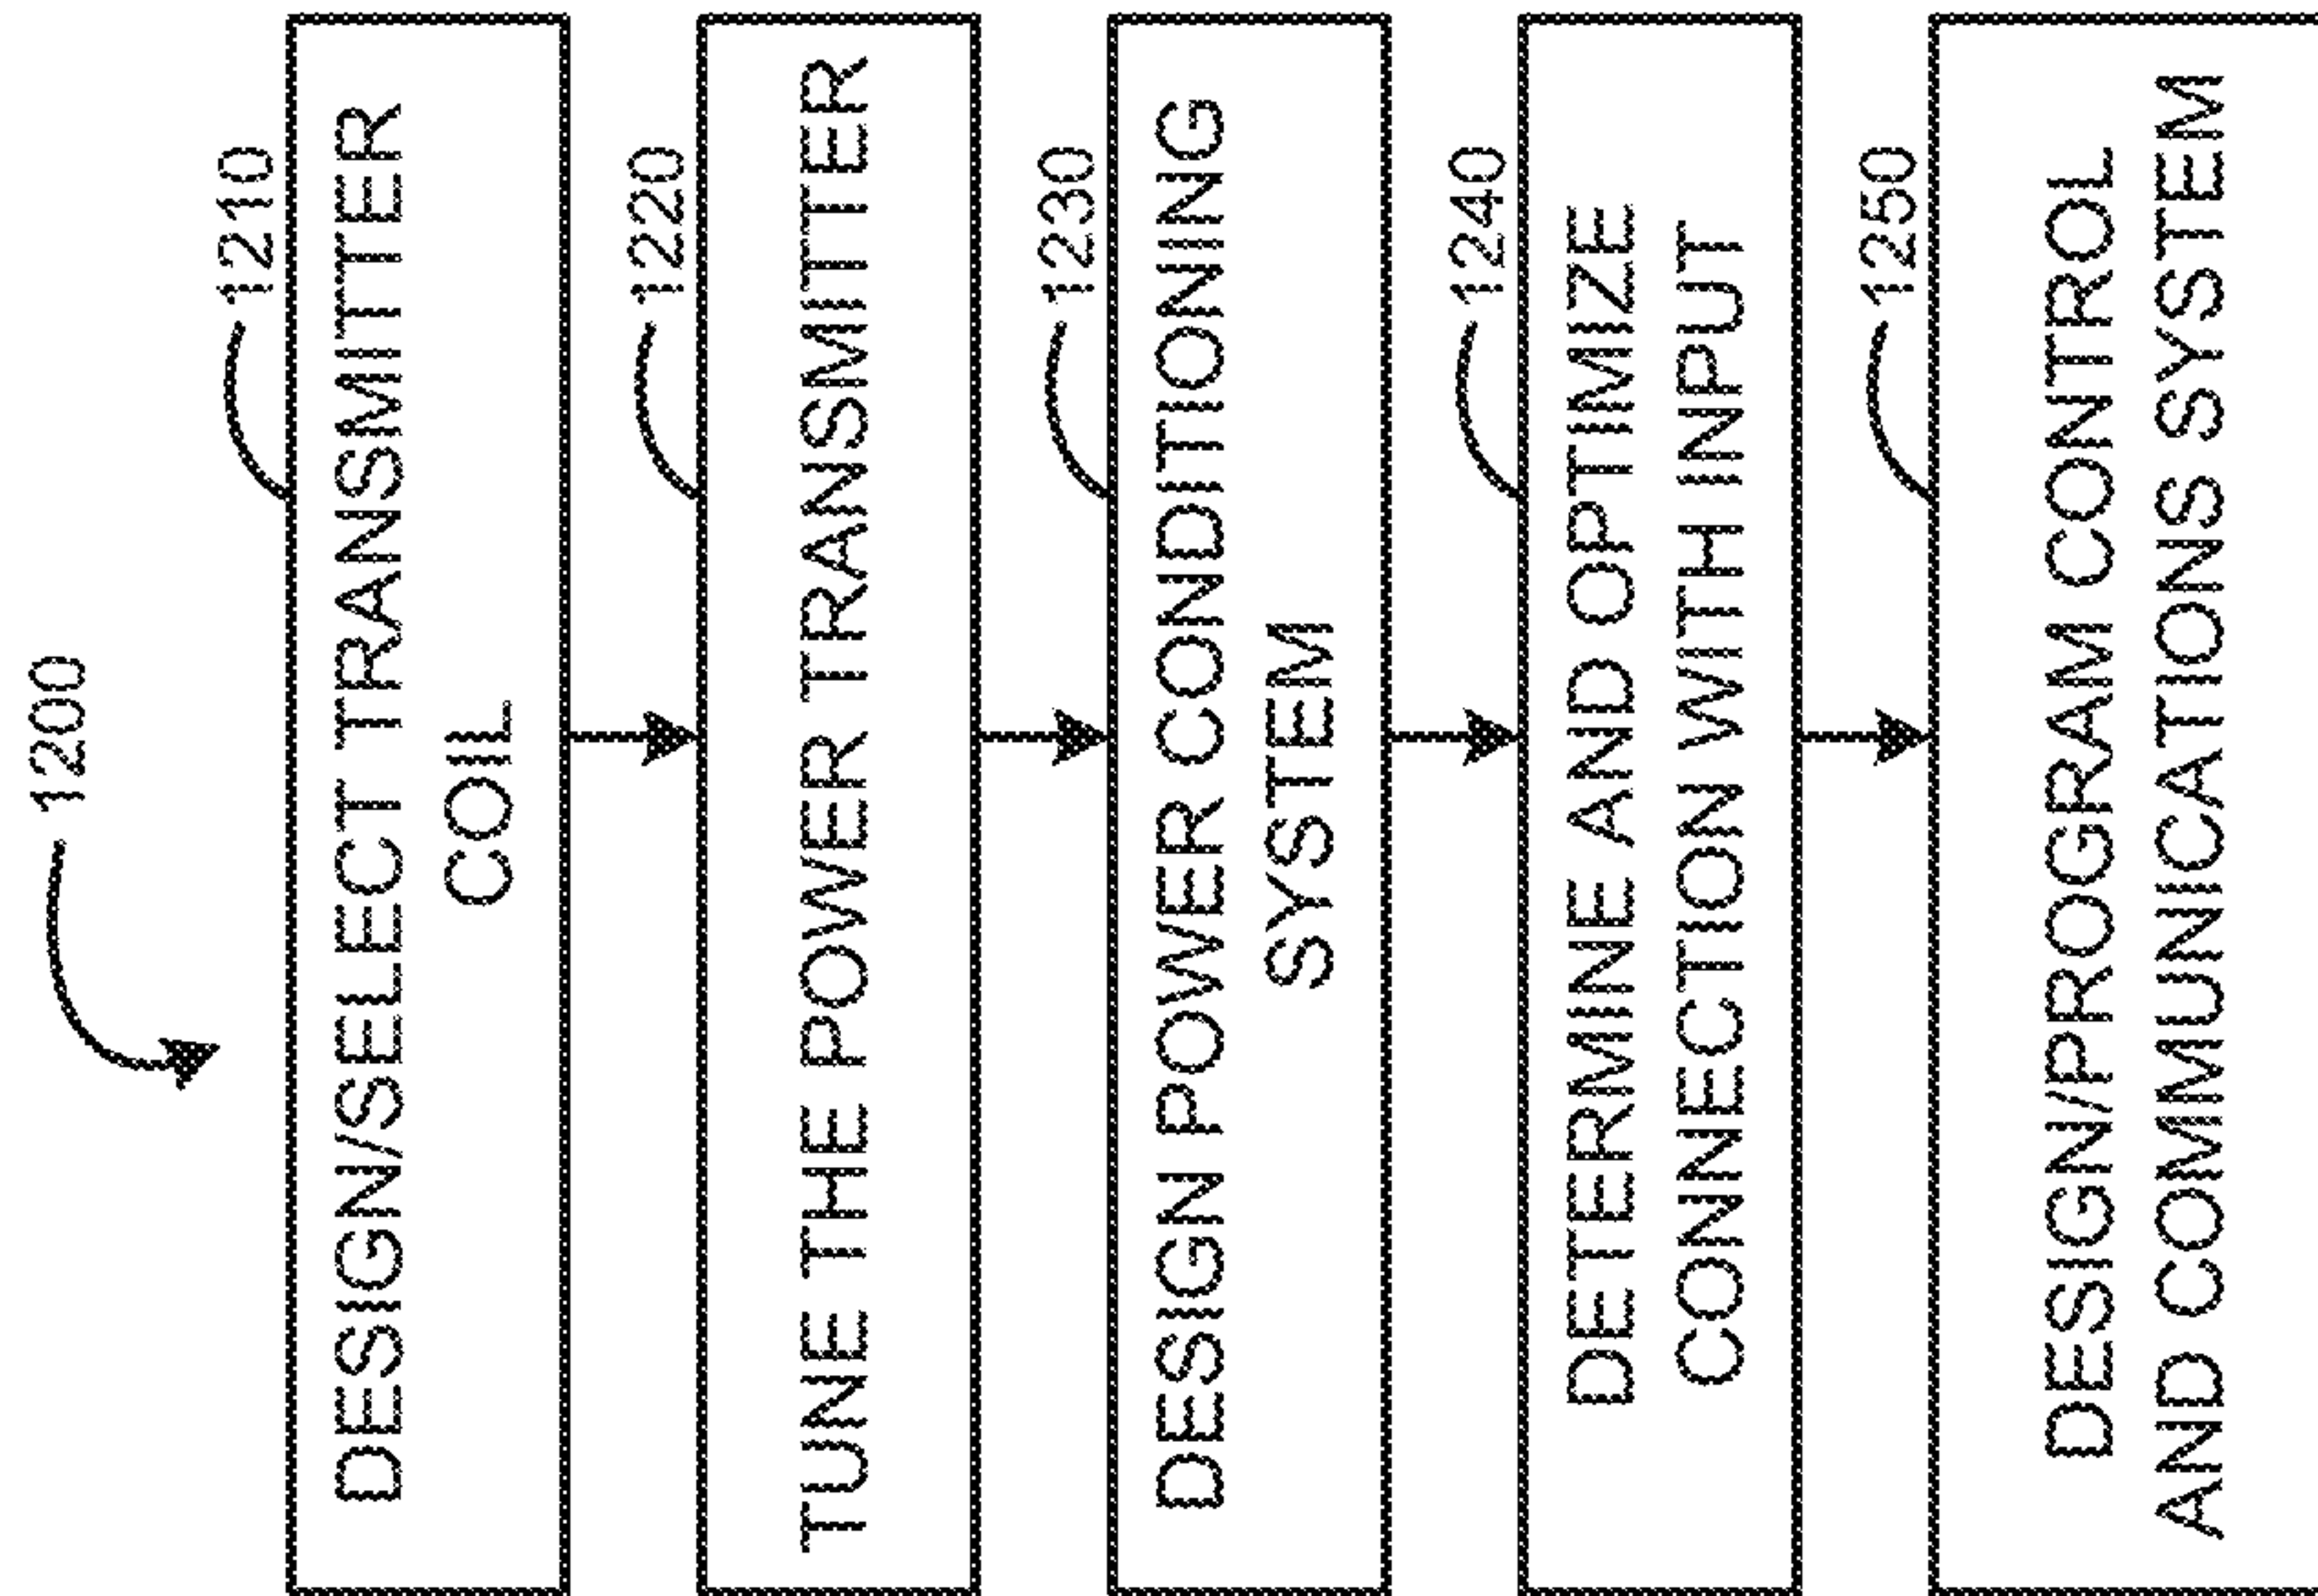 1200
1210
DESIGN/SELECT TRANSMITTER
COIL
1220
TUNE THE POWER TRANSMITTER
1230
DESIGN POWER CONDITIONING
SYSTEM
1240
DETERMINE AND OPTIMIZE
CONNECTION WITH INPUT
1250
DESIGN/PROGRAM CONTROL
AND COMMUNICATIONS SYSTEM